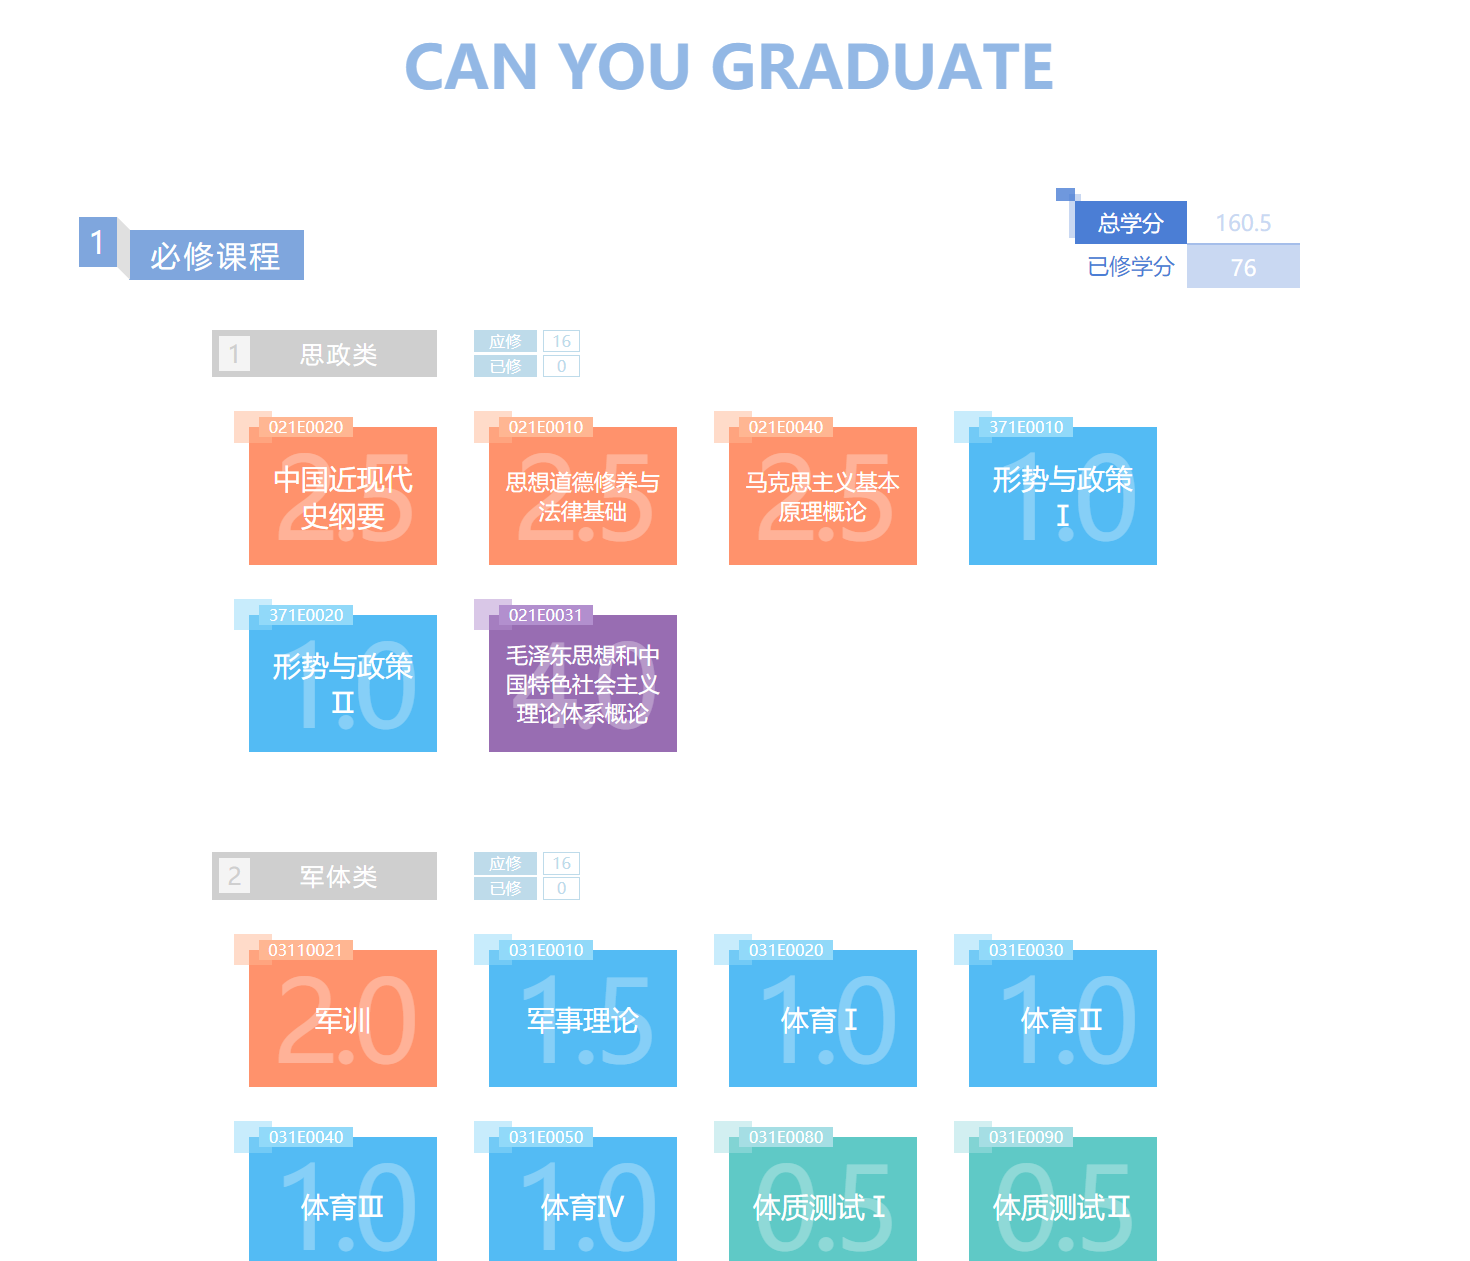 CAN YOU GRADUATE
总学分 160.5
已修学分 76
1 必修课程
1 思政类 应修 16
已修 0
021E0020
2.5
中国近现代
史纲要
021E0010
2.5
思想道德修养与
法律基础
021E0040
2.5
马克思主义基本
原理概论
371E0010
1.0
形势与政策
I
371E0020
1.0
形势与政策
II
021E0031
4.0
毛泽东思想和中
国特色社会主义
理论体系概论
2 军体类 应修 16
已修 0
03110021
2.0
军训
031E0010
1.5
军事理论
031E0020
1.0
体育 I
031E0030
1.0
体育II
031E0040
1.0
体育III
031E0050
1.0
体育IV
031E0080
0.5
体质测试 I
031E0090
0.5
体质测试II